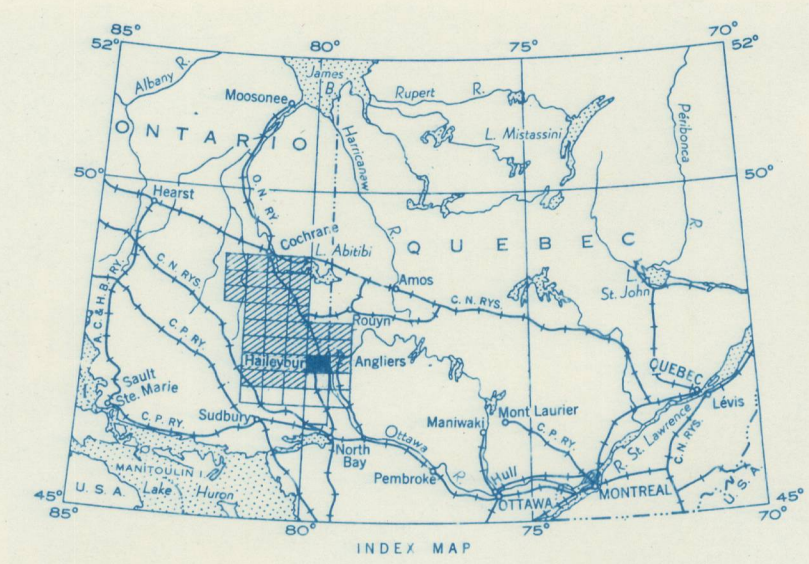 85°
52°
80°
75°
70°
52°
Albany R.
James
B.
Moosonee
Rupert R.
Péribonca
R.
ONTARIO
Harricanaw
R.
L. Mistassini
50°
50°
Hearst
O.N. RY.
Cochrane
L. Abitibi
QUEBEC
C.N. RYS.
A.C.& H.B. RY.
Amos
C.N. RYS.
L.
St. John
C.P. RY.
Rouyn
Haileybury
Angliers
QUEBEC
Sault
Ste. Marie
C.P. RY.
Sudbury
Maniwaki
Mont Laurier
C.P. RY.
Lévis
R. St. Lawrence
C.N. RYS.
Ottawa
R.
North
Bay
MANITOULIN I.
Pembroke
Hull
OTTAWA
MONTREAL
U.S.A.
Lake Huron
U.S.A.
45°
85°
80°
75°
45°
70°
INDEX MAP